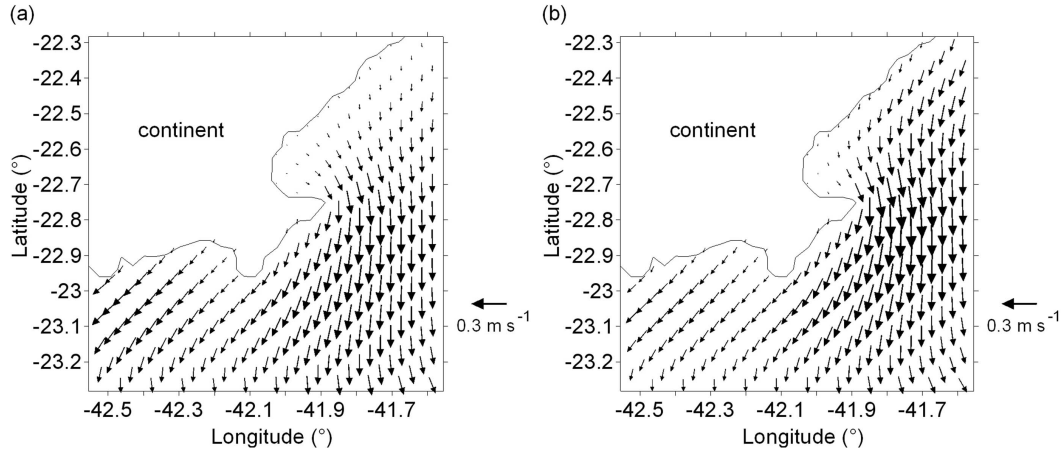 (a)
-22.3
-22.4
-22.5
-22.6
-22.7
-22.8
-22.9
-23
-23.1
-23.2
Latitude (°)
continent
-42.5 -42.3 -42.1 -41.9 -41.7
Longitude (°)
0.3 m s⁻¹
(b)
-22.3
-22.4
-22.5
-22.6
-22.7
-22.8
-22.9
-23
-23.1
-23.2
Latitude (°)
continent
-42.5 -42.3 -42.1 -41.9 -41.7
Longitude (°)
0.3 m s⁻¹